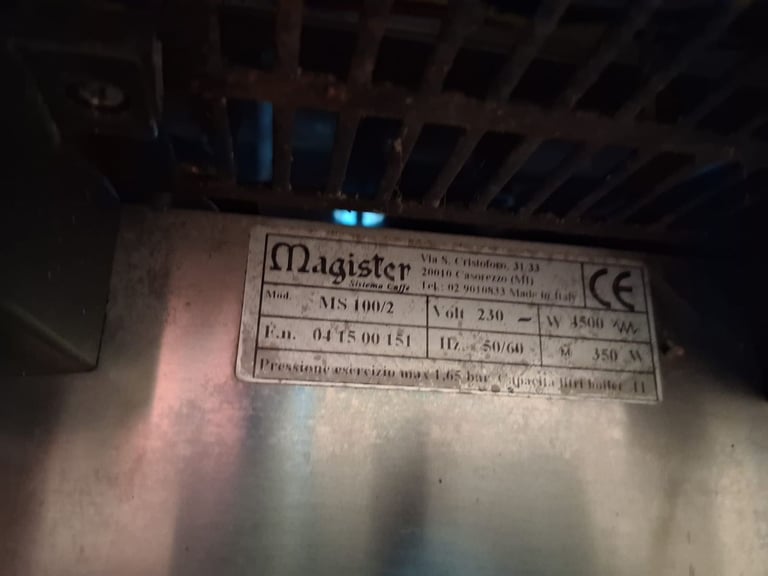 Magister
Sistema Caffe
Via S. Cristoforo, 31/33
20010 Casorezzo (MI)
Tel.: 02 9010833 Made in Italy
CE
Mod. MS 100/2
Volt 230 ~
W 4500
F.n. 04 15 00 151
Hz. 50/60
M 350 W
Pressione esercizio max 1,65 bar. Capacita litri boiler. 11